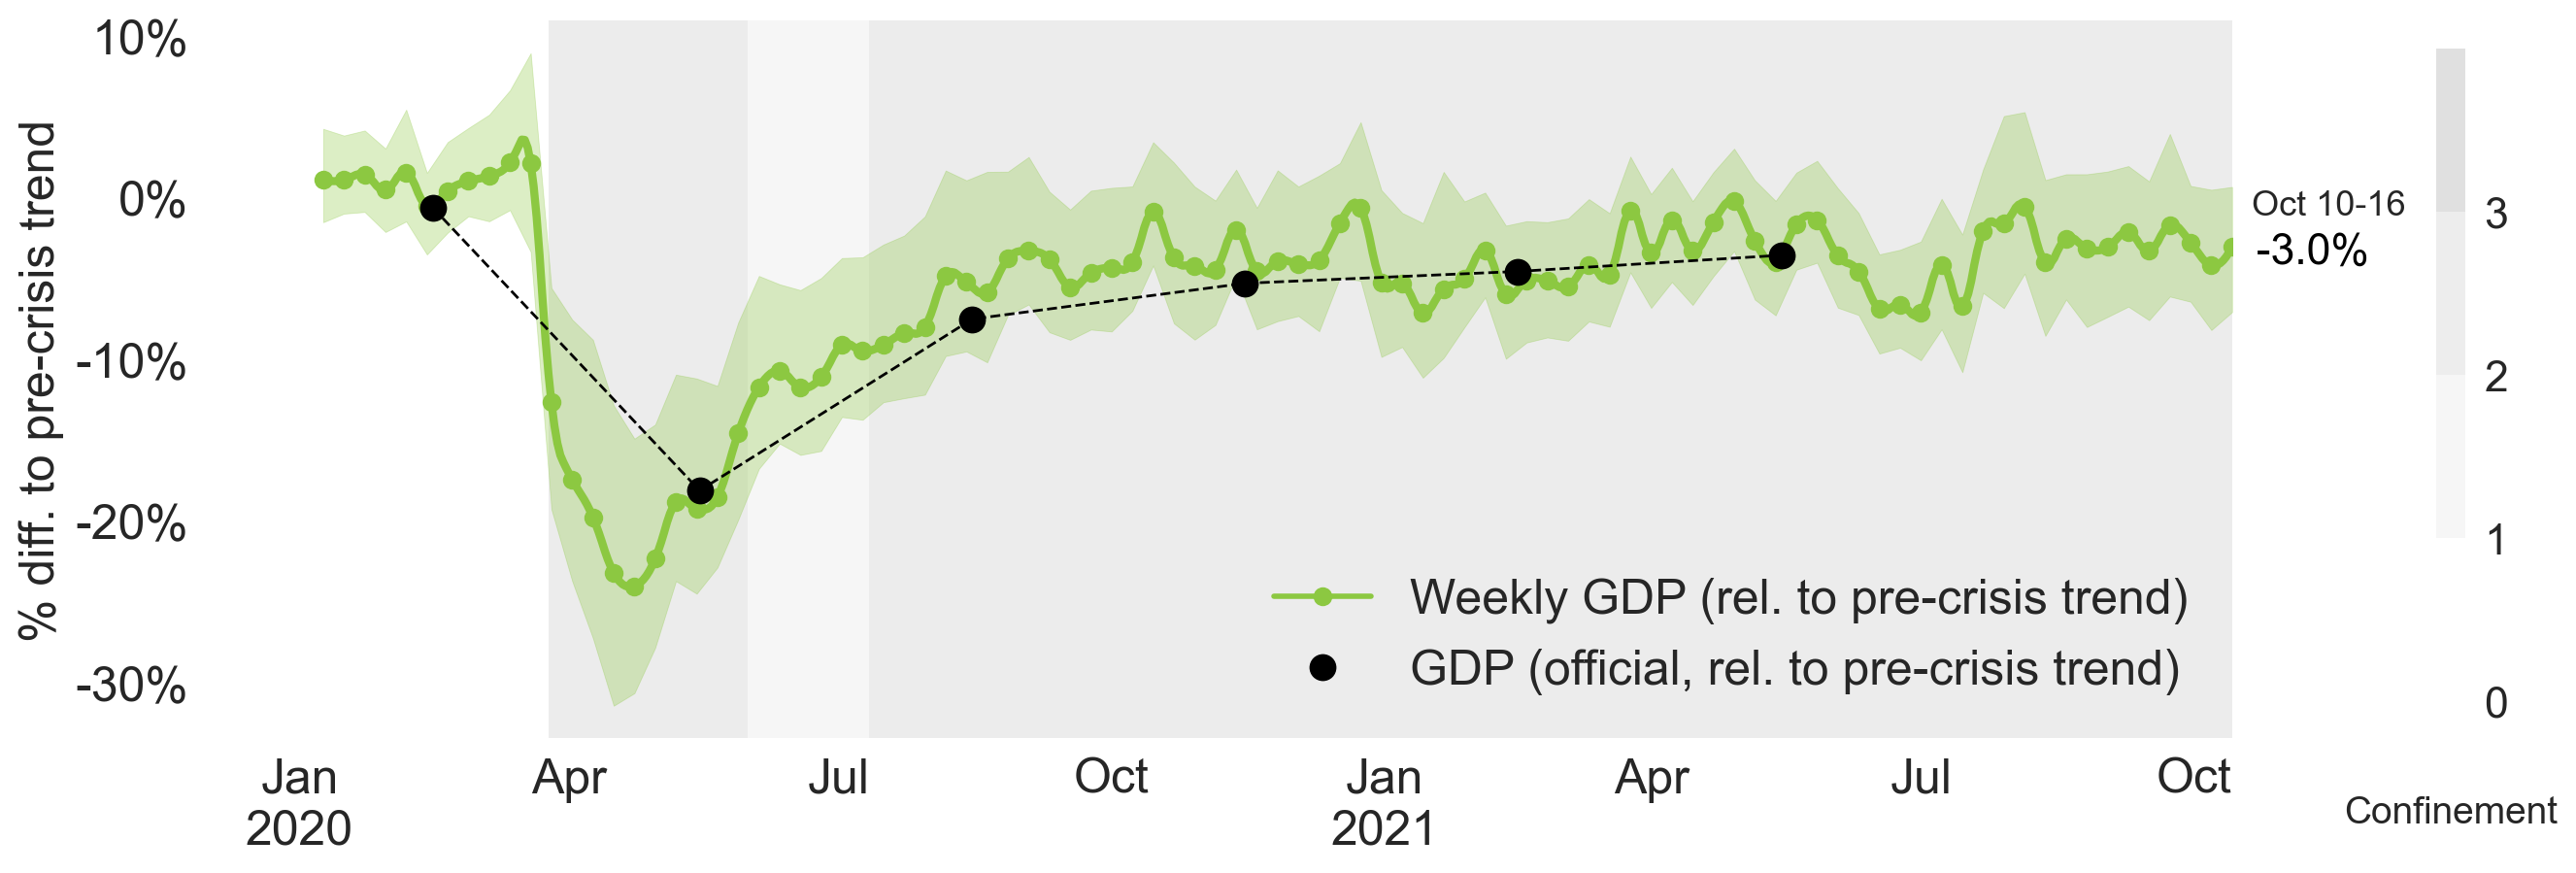 % diff. to pre-crisis trend
10%
0%
-10%
-20%
-30%
Jan
2020
Apr
Jul
Oct
Jan
2021
Apr
Jul
Oct
Weekly GDP (rel. to pre-crisis trend)
GDP (official, rel. to pre-crisis trend)
Oct 10-16
-3.0%
3
2
1
0
Confinement